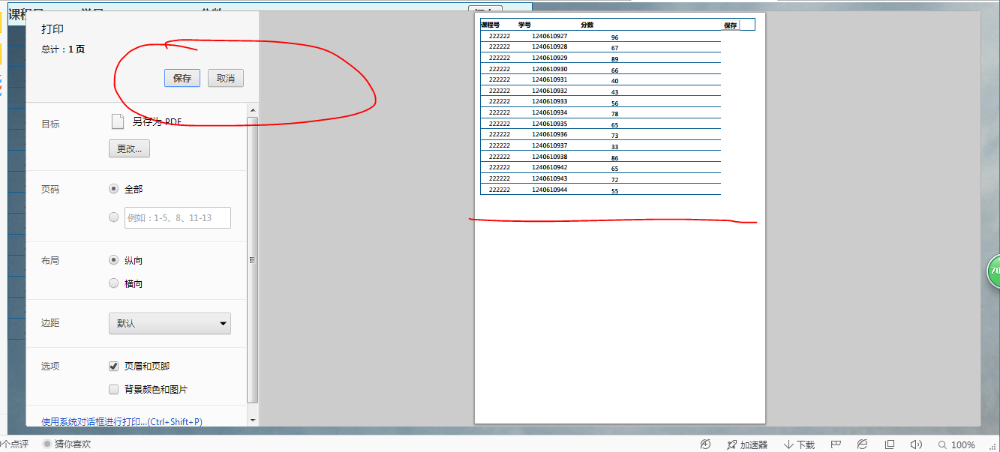 打印
总计：1 页
保存 取消
目标 另存为 PDF
更改...
页码 全部
例如：1-5、8、11-13
布局 纵向
横向
边距 默认
选项 页眉和页脚
背景颜色和图片
使用系统对话框进行打印...(Ctrl+Shift+P)
课程号 学号 分数 保存
222222 1240610927 96
222222 1240610928 67
222222 1240610929 89
222222 1240610930 66
222222 1240610931 40
222222 1240610932 43
222222 1240610933 56
222222 1240610934 78
222222 1240610935 65
222222 1240610936 73
222222 1240610937 33
222222 1240610938 86
222222 1240610942 65
222222 1240610943 72
222222 1240610944 55
70
个点评 猜你喜欢 加速器 下载 100%